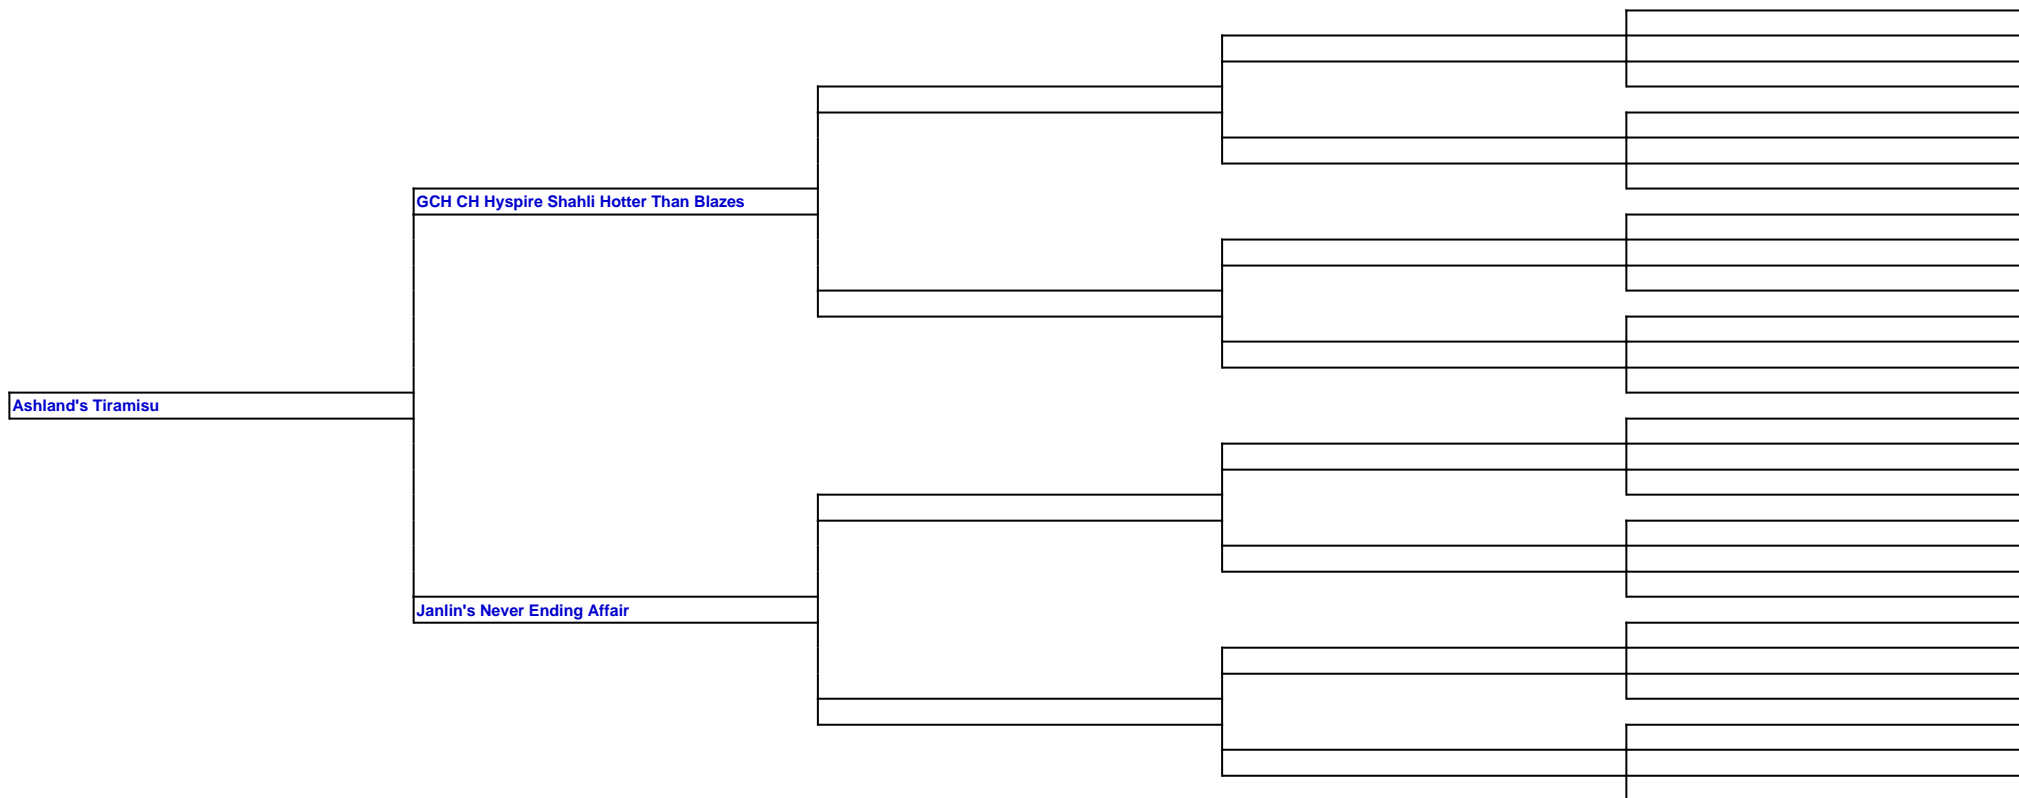 GCH CH Hyspire Shahli Hotter Than Blazes
Ashland's Tiramisu
Janlin's Never Ending Affair